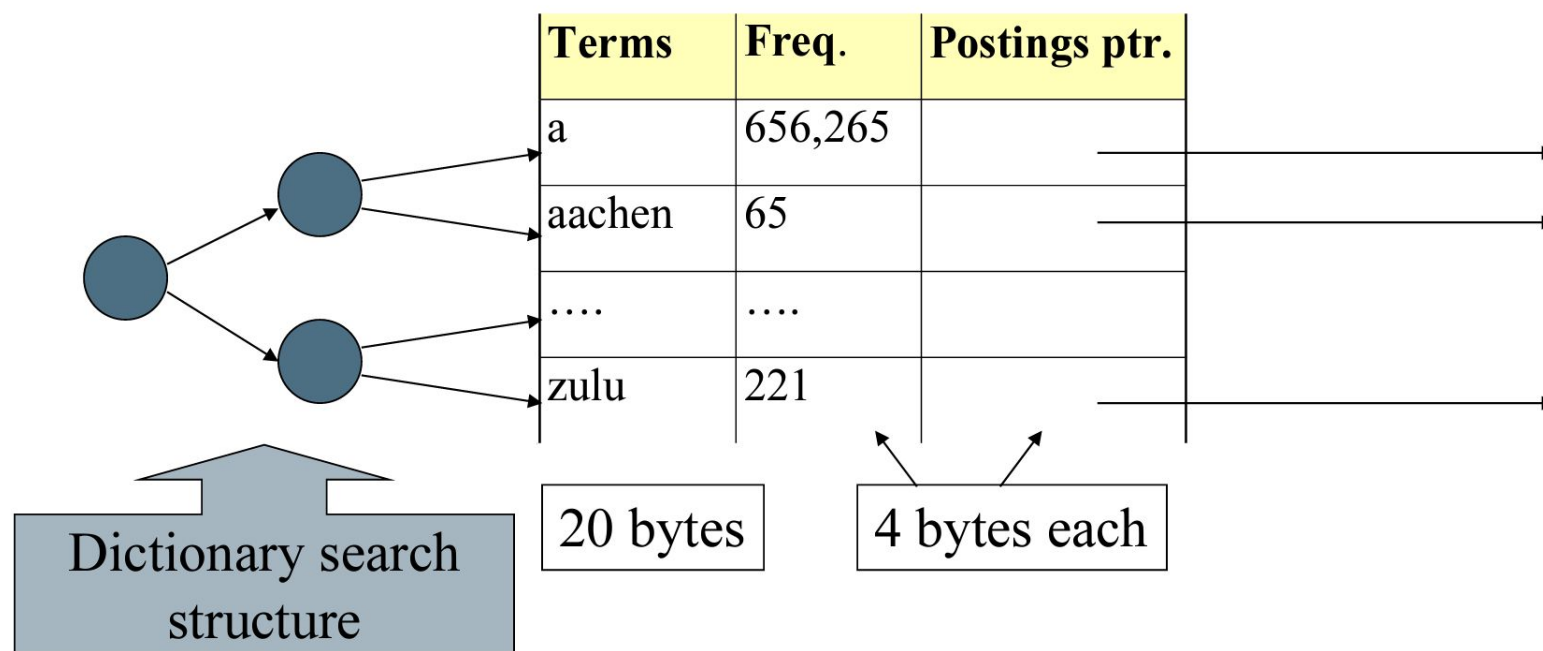 Terms Freq. Postings ptr.
a 656,265
aachen 65
…. ….
zulu 221
20 bytes 4 bytes each
Dictionary search
structure